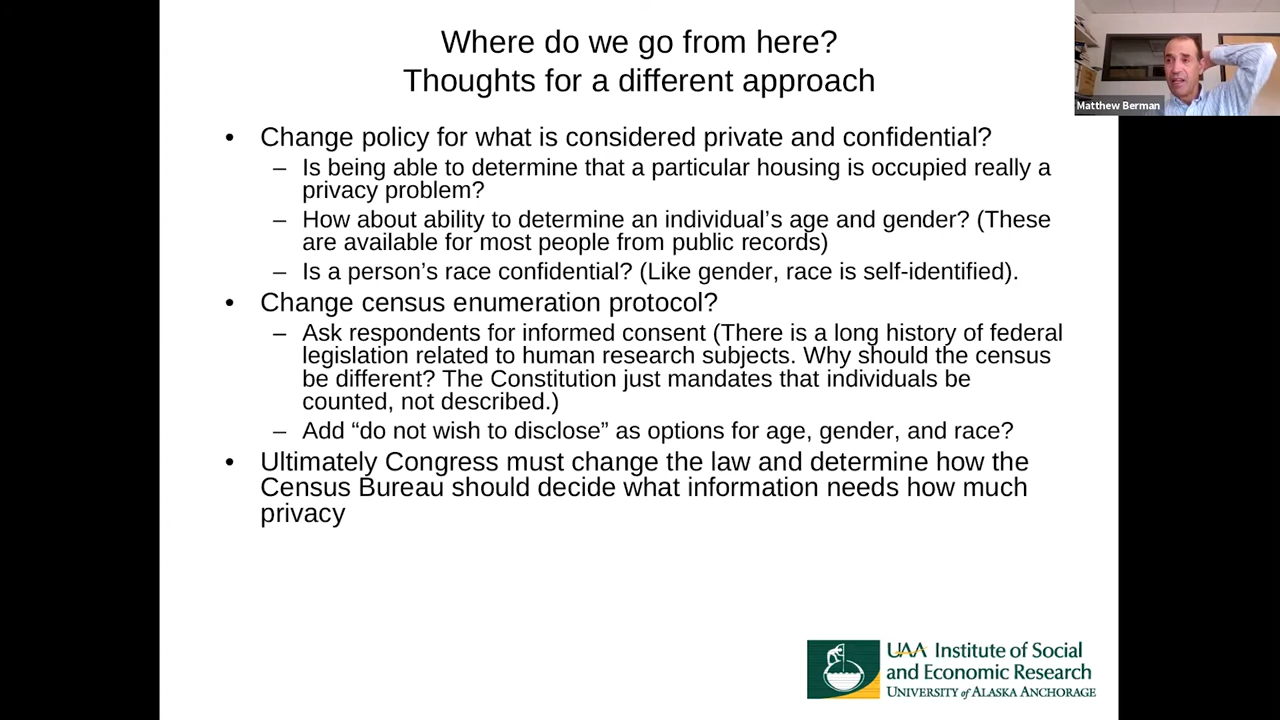 Where do we go from here?
Thoughts for a different approach
Matthew Berman
• Change policy for what is considered private and confidential?
– Is being able to determine that a particular housing is occupied really a
privacy problem?
– How about ability to determine an individual’s age and gender? (These
are available for most people from public records)
– Is a person’s race confidential? (Like gender, race is self-identified).
• Change census enumeration protocol?
– Ask respondents for informed consent (There is a long history of federal
legislation related to human research subjects. Why should the census
be different? The Constitution just mandates that individuals be
counted, not described.)
– Add “do not wish to disclose” as options for age, gender, and race?
• Ultimately Congress must change the law and determine how the
Census Bureau should decide what information needs how much
privacy
UAA Institute of Social
and Economic Research
UNIVERSITY of ALASKA ANCHORAGE